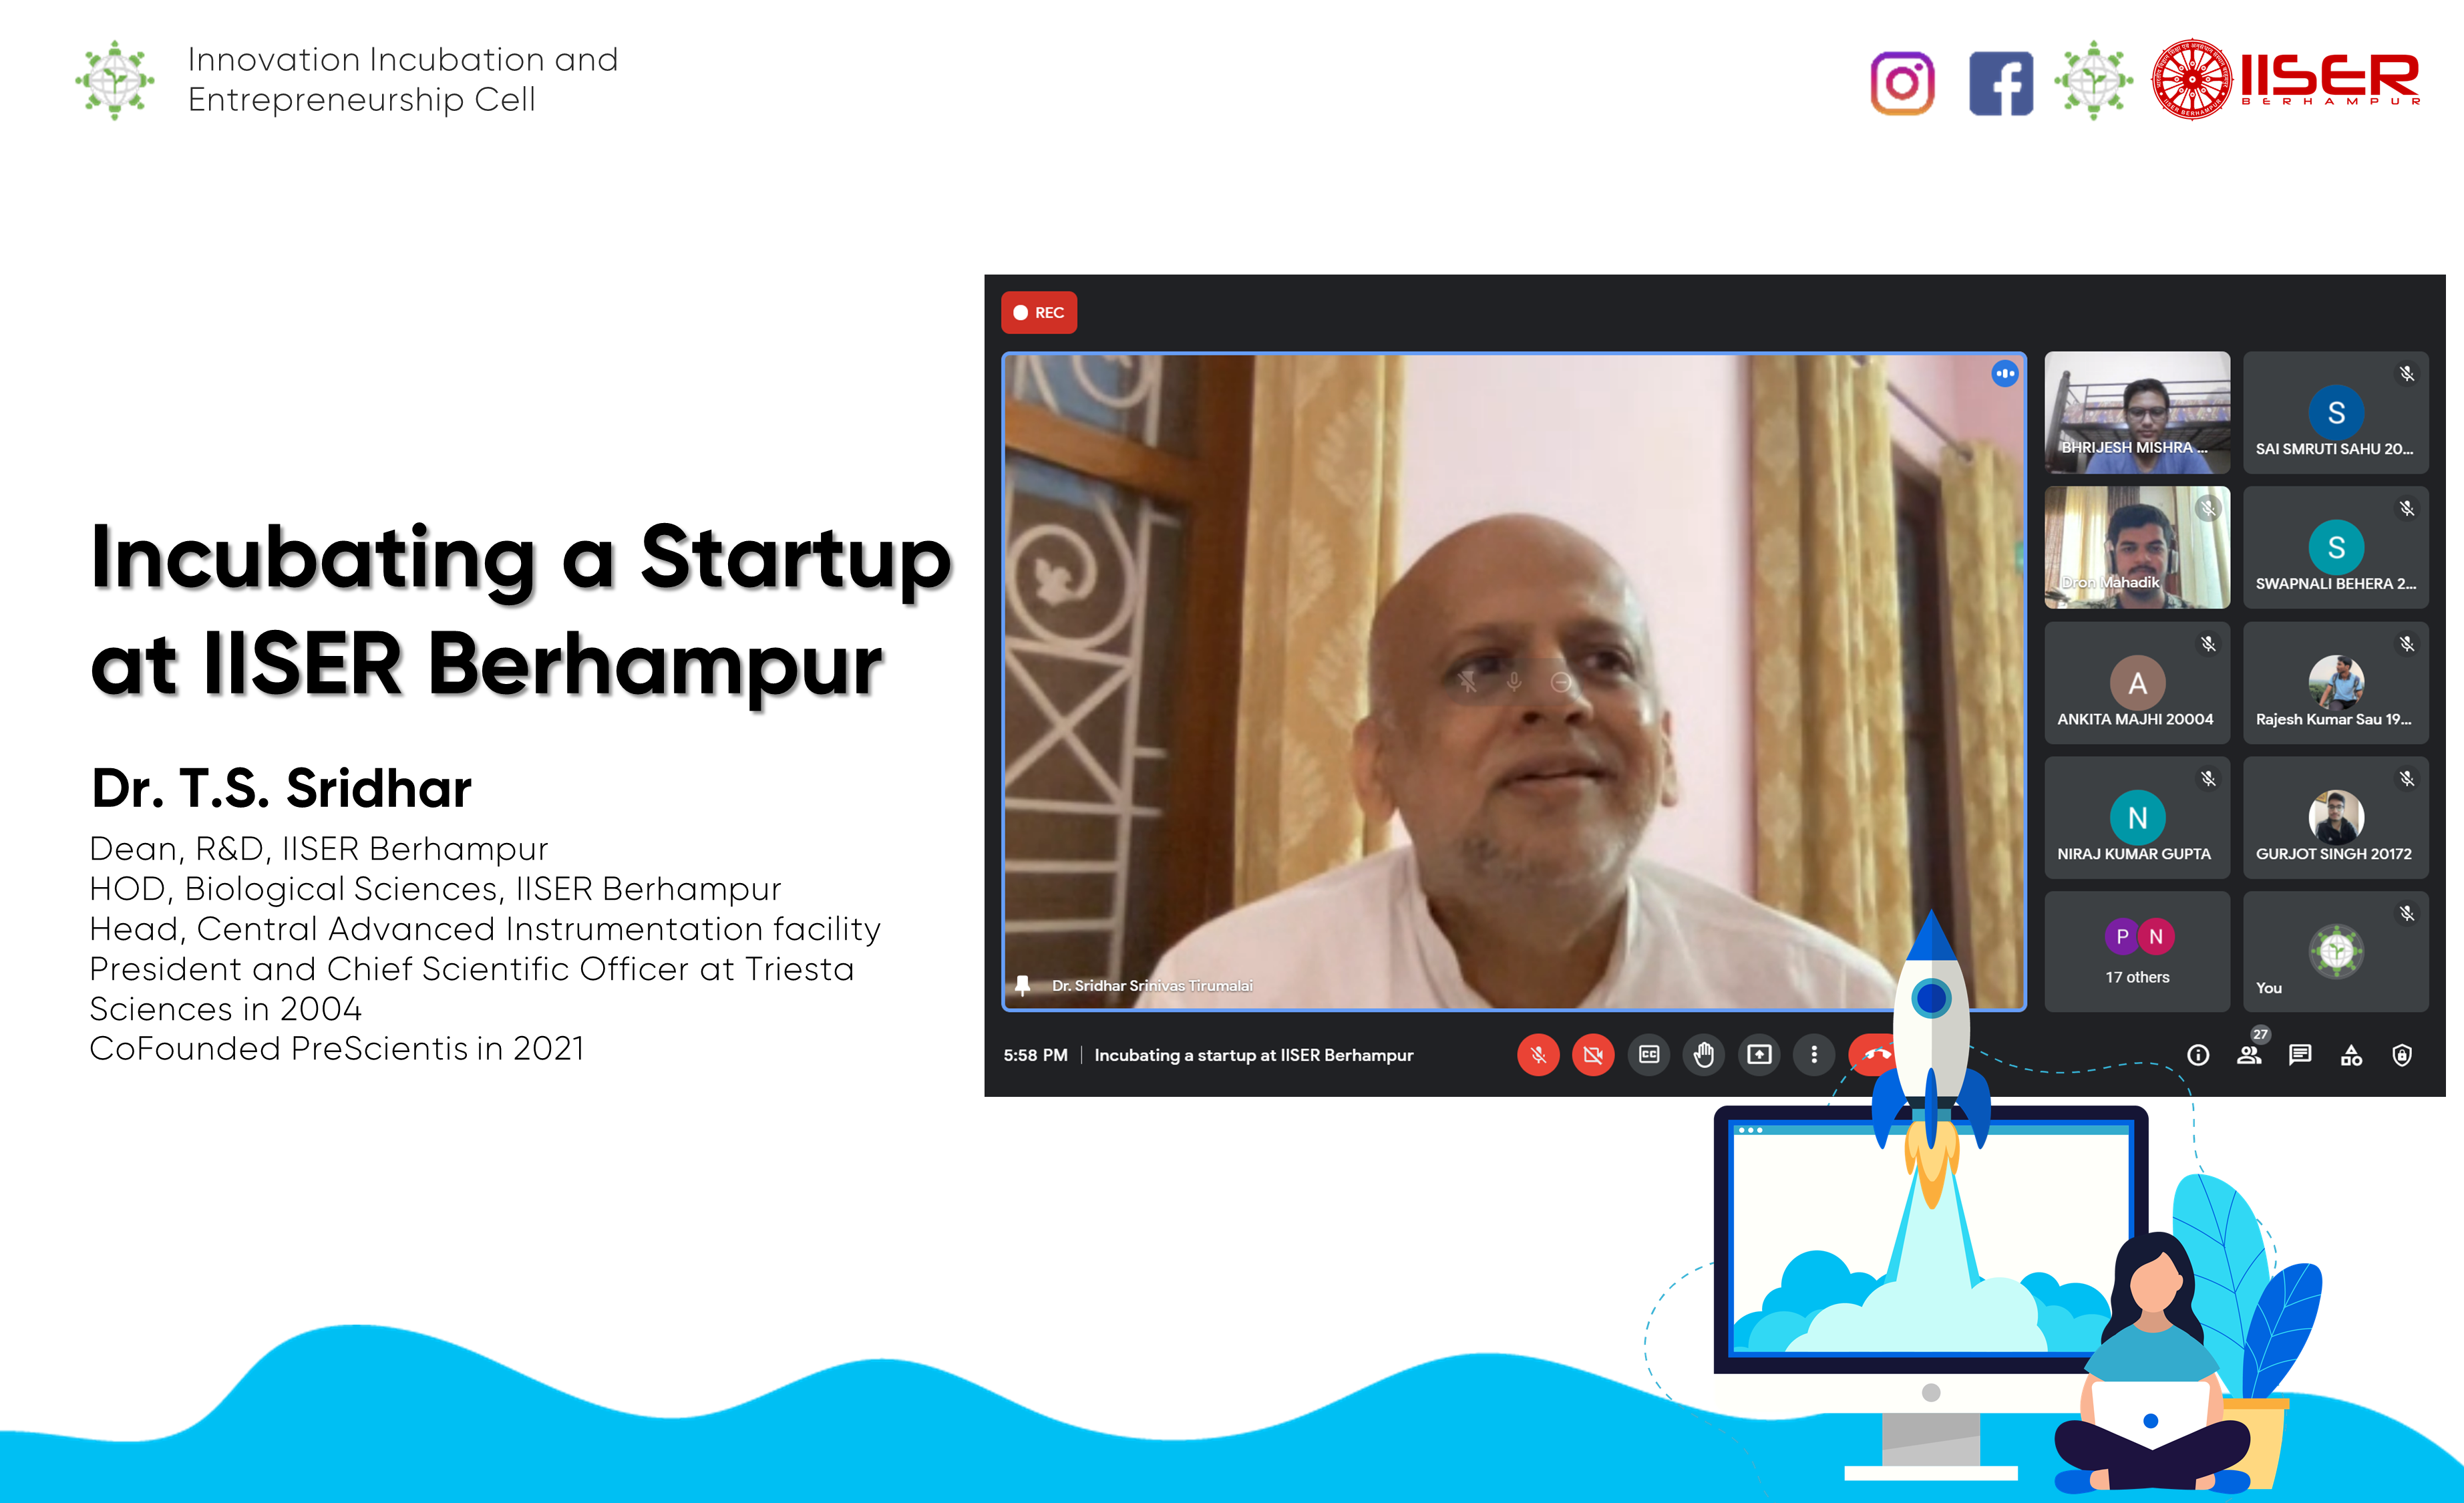 Innovation Incubation and
Entrepreneurship Cell
IISER
BERHAMPUR
Incubating a Startup
at IISER Berhampur
Dr. T.S. Sridhar
Dean, R&D, IISER Berhampur
HOD, Biological Sciences, IISER Berhampur
Head, Central Advanced Instrumentation facility
President and Chief Scientific Officer at Triesta
Sciences in 2004
CoFounded PreScientis in 2021
REC
Dr. Sridhar Srinivas Tirumalai
BHRIJESH MISHRA ...
S
SAI SMRUTI SAHU 20...
Dron Mahadik
S
SWAPNALI BEHERA 2...
A
ANKITA MAJHI 20004
Rajesh Kumar Sau 19...
N
NIRAJ KUMAR GUPTA
GURJOT SINGH 20172
P N
17 others
You
5:58 PM | Incubating a startup at IISER Berhampur
CC
27